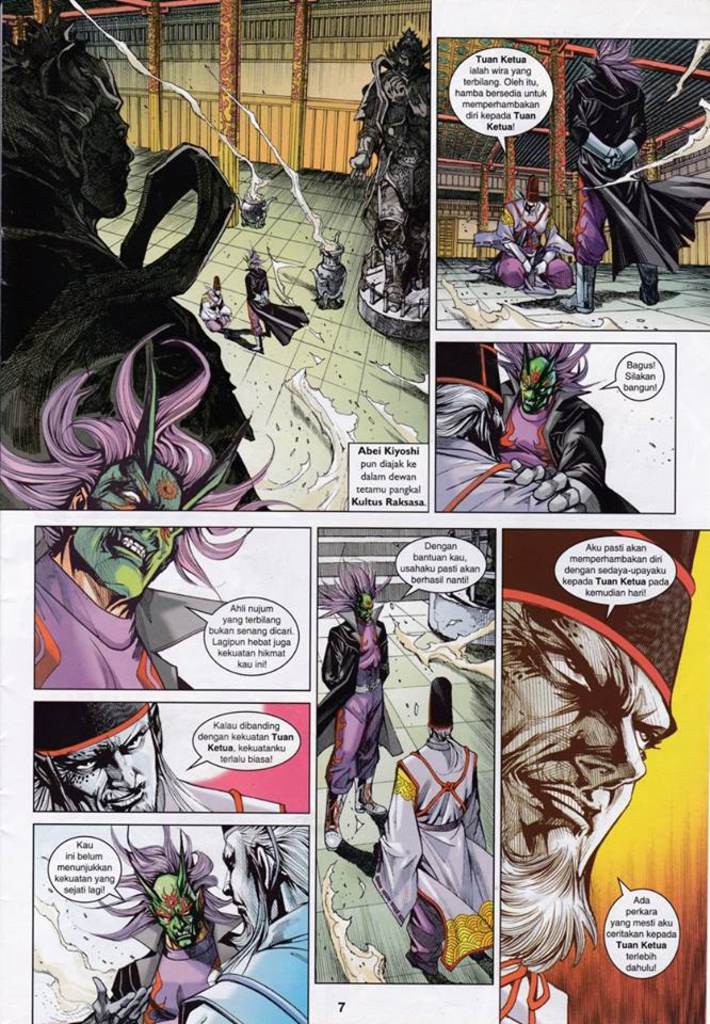 Abei Kiyoshi
pun diajak ke
dalam dewan
tetamu pangkal
Kultus Raksasa.
Tuan Ketua
ialah wira yang
terbilang. Oleh itu,
hamba bersedia untuk
memperhambakan
diri kepada Tuan
Ketua!
Bagus!
Silakan
bangun!
Ahli nujum
yang terbilang
bukan senang dicari.
Lagipun hebat juga
kekuatan hikmat
kau ini!
Kalau dibanding
dengan kekuatan Tuan
Ketua, kekuatanku
terlalu biasa!
Kau
ini belum
menunjukkan
kekuatan yang
sejati lagi!
Dengan
bantuan kau,
usahaku pasti akan
berhasil nanti!
Aku pasti akan
memperhambakan diri
dengan sedaya-upayaku
kepada Tuan Ketua pada
kemudian hari!
Ada
perkara
yang mesti aku
ceritakan kepada
Tuan Ketua
terlebih
dahulu!
7